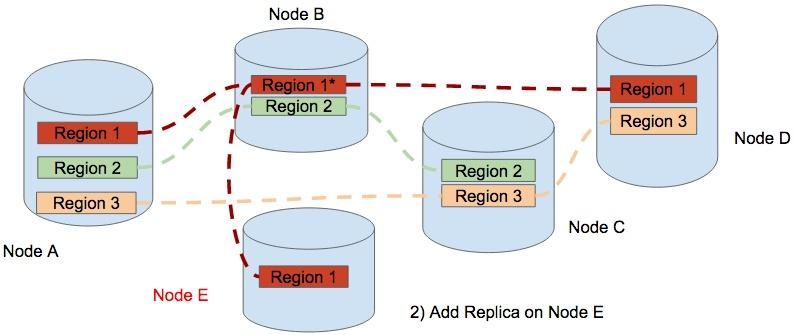 Node B
Region 1*
Region 2
Region 1
Region 3
Node D
Region 1
Region 2
Region 3
Node A
Region 2
Region 3
Node C
Region 1
Node E
2) Add Replica on Node E